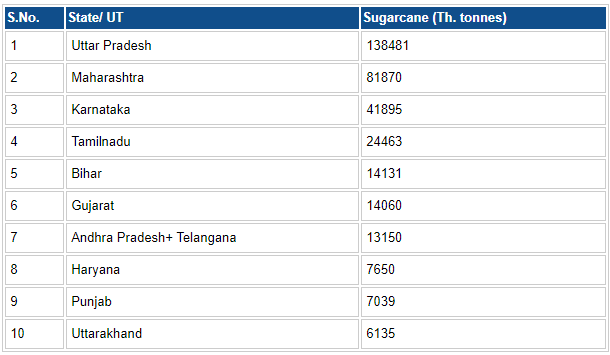 S.No. State/ UT Sugarcane (Th. tonnes)
1 Uttar Pradesh 138481
2 Maharashtra 81870
3 Karnataka 41895
4 Tamilnadu 24463
5 Bihar 14131
6 Gujarat 14060
7 Andhra Pradesh+ Telangana 13150
8 Haryana 7650
9 Punjab 7039
10 Uttarakhand 6135